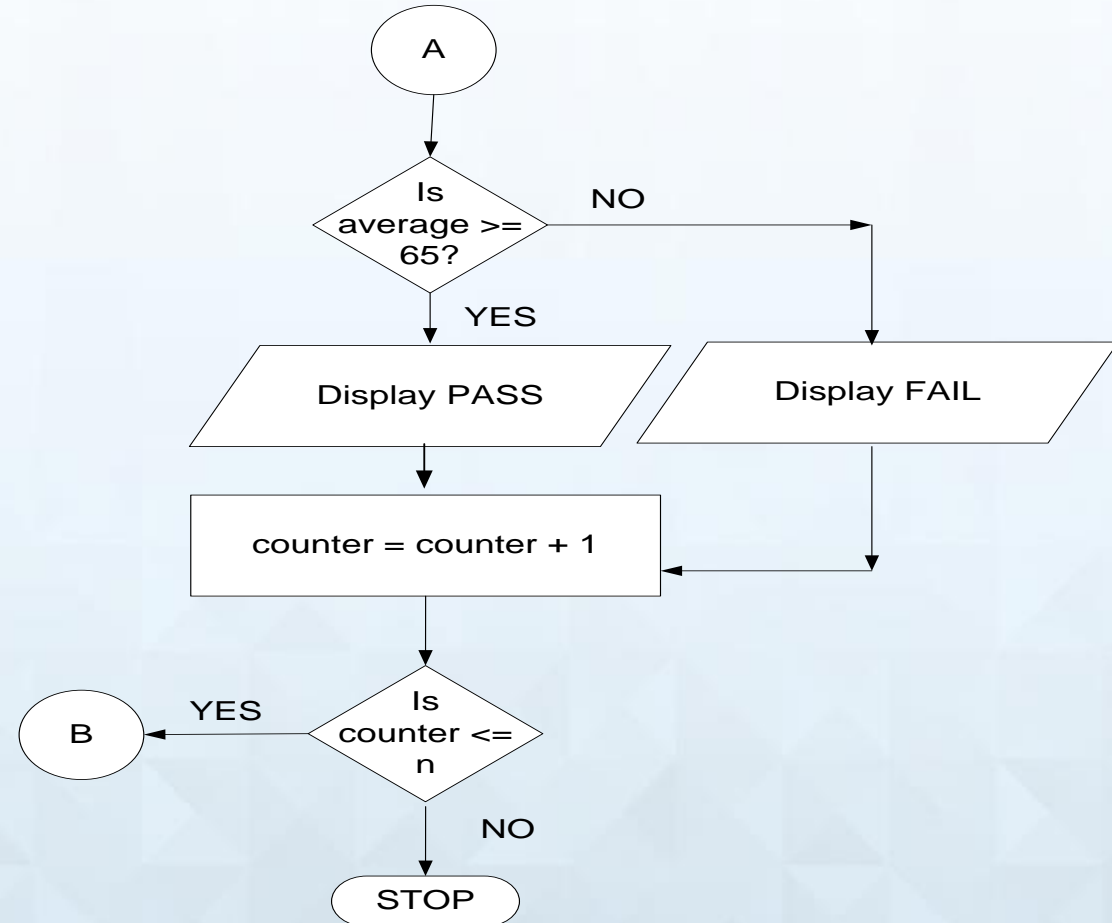 A
Is
average >=
65?
NO
YES
Display PASS
Display FAIL
counter = counter + 1
Is
counter <=
n
YES
B
NO
STOP